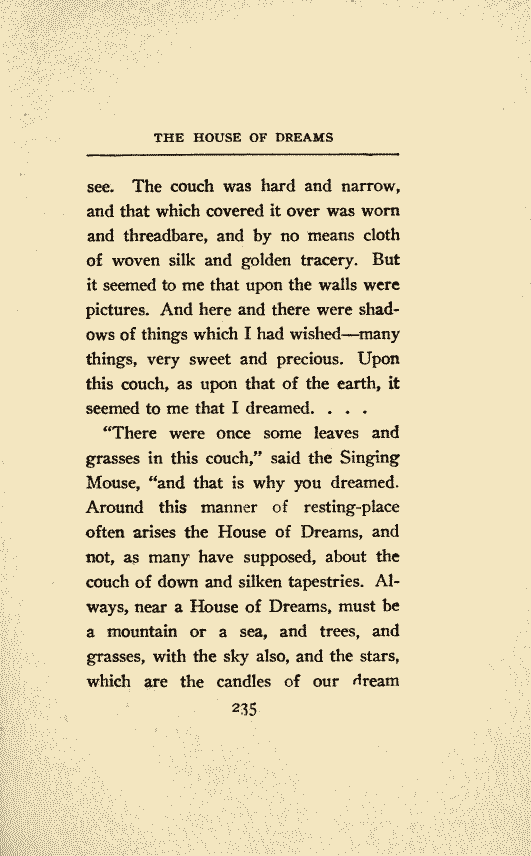 THE HOUSE OF DREAMS
see. The couch was hard and narrow,
and that which covered it over was worn
and threadbare, and by no means cloth
of woven silk and golden tracery. But
it seemed to me that upon the walls were
pictures. And here and there were shad-
ows of things which I had wished—many
things, very sweet and precious. Upon
this couch, as upon that of the earth, it
seemed to me that I dreamed. . . .
"There were once some leaves and
grasses in this couch," said the Singing
Mouse, "and that is why you dreamed.
Around this manner of resting-place
often arises the House of Dreams, and
not, as many have supposed, about the
couch of down and silken tapestries. Al-
ways, near a House of Dreams, must be
a mountain or a sea, and trees, and
grasses, with the sky also, and the stars,
which are the candles of our dream
235